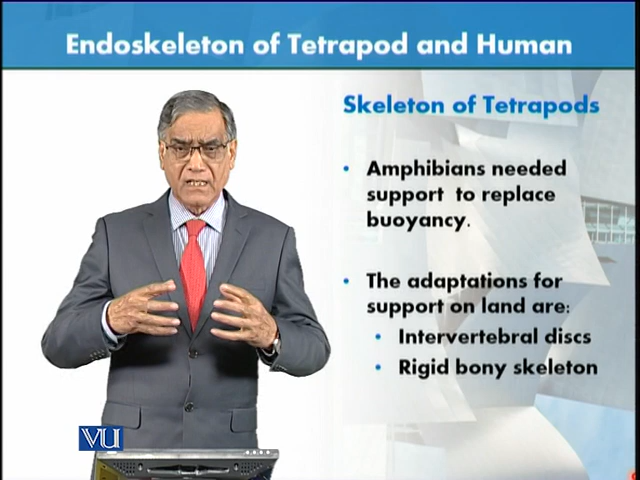 Endoskeleton of Tetrapod and Human
Skeleton of Tetrapods
• Amphibians needed
support to replace
buoyancy.
• The adaptations for
support on land are:
• Intervertebral discs
• Rigid bony skeleton
VU